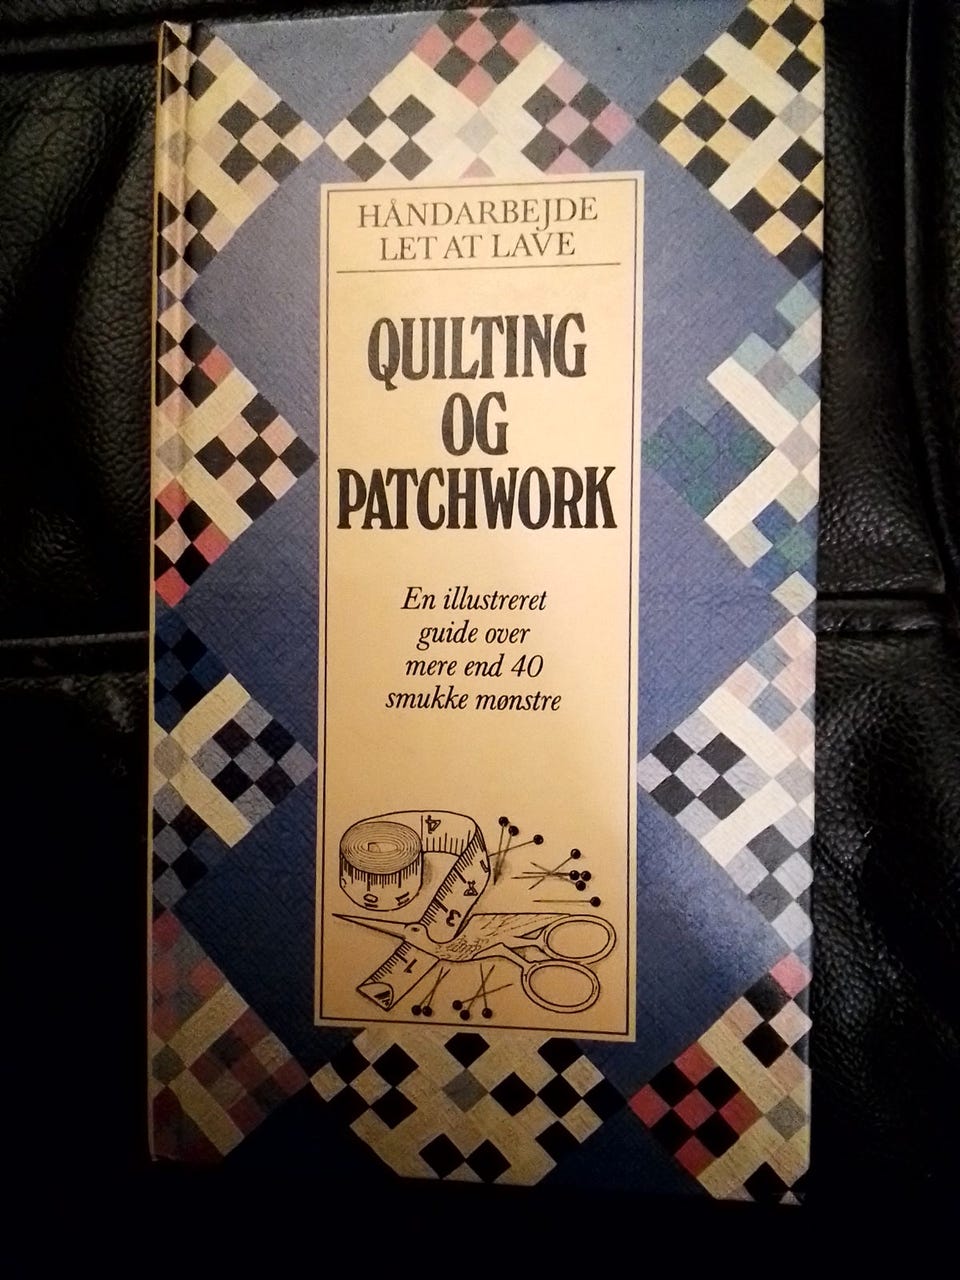 HÅNDARBEJDE
LET AT LAVE
QUILTING
OG
PATCHWORK
En illustreret
guide over
mere end 40
smukke mønstre